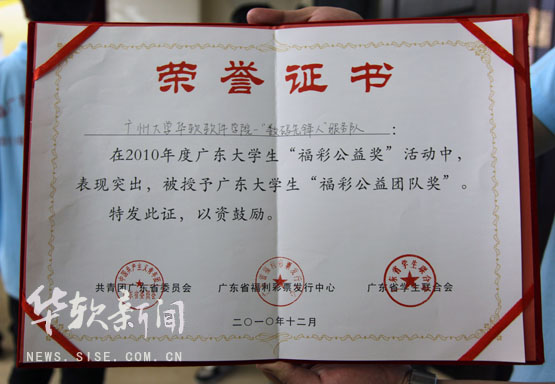 荣誉证书
广州大学华软软件学院-“数码先锋人”服务队：
在2010年度广东大学生“福彩公益奖”活动中，
表现突出，被授予广东大学生“福彩公益团队奖”。
特发此证，以资鼓励。
共青团广东省委员会 广东省福利彩票发行中心 广东省学生联合会
二〇一〇年十二月
华软新闻
NEWS.SISE.COM.CN